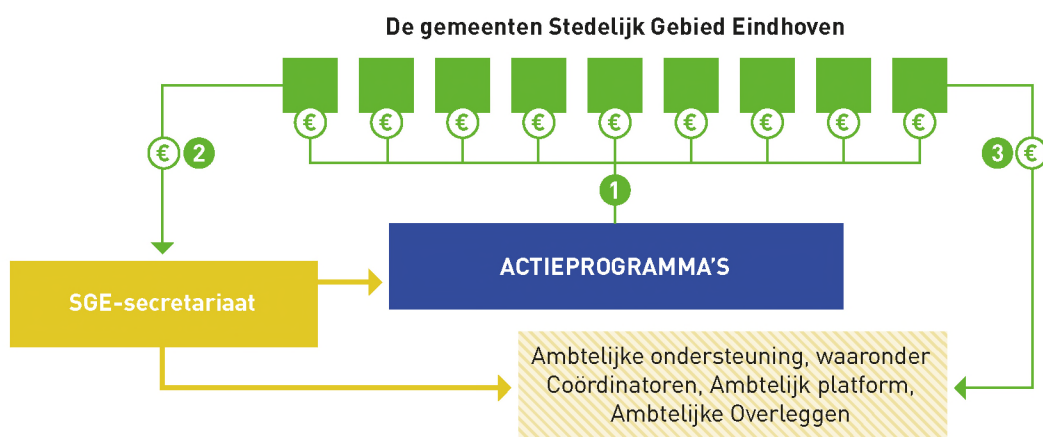 De gemeenten Stedelijk Gebied Eindhoven
€ € € € € € € € €
€ 2
3 €
1
ACTIEPROGRAMMA'S
SGE-secretariaat
Ambtelijke ondersteuning, waaronder
Coördinatoren, Ambtelijk platform,
Ambtelijke Overleggen